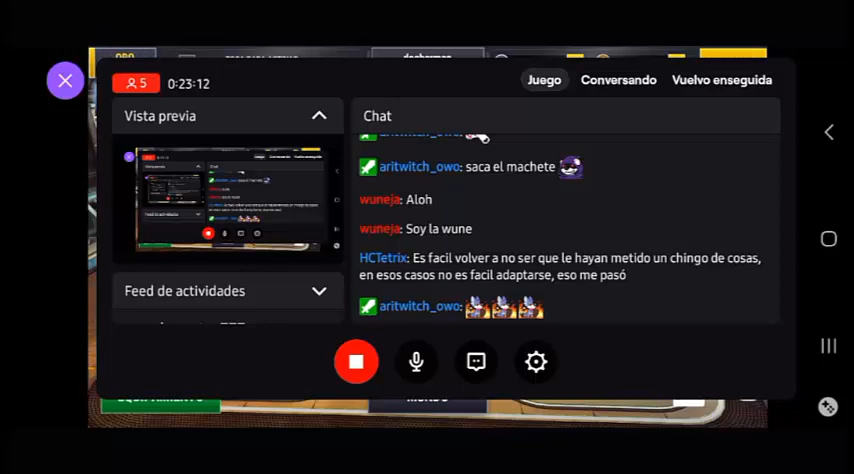 5 0:23:12 Juego Conversando Vuelvo enseguida
Vista previa
Chat
aritwitch_owo:
aritwitch_owo: saca el machete
wuneja: Aloh
wuneja: Soy la wune
HCTetrix: Es facil volver a no ser que le hayan metido un chingo de cosas,
en esos casos no es facil adaptarse, eso me pasó
aritwitch_owo:
Feed de actividades